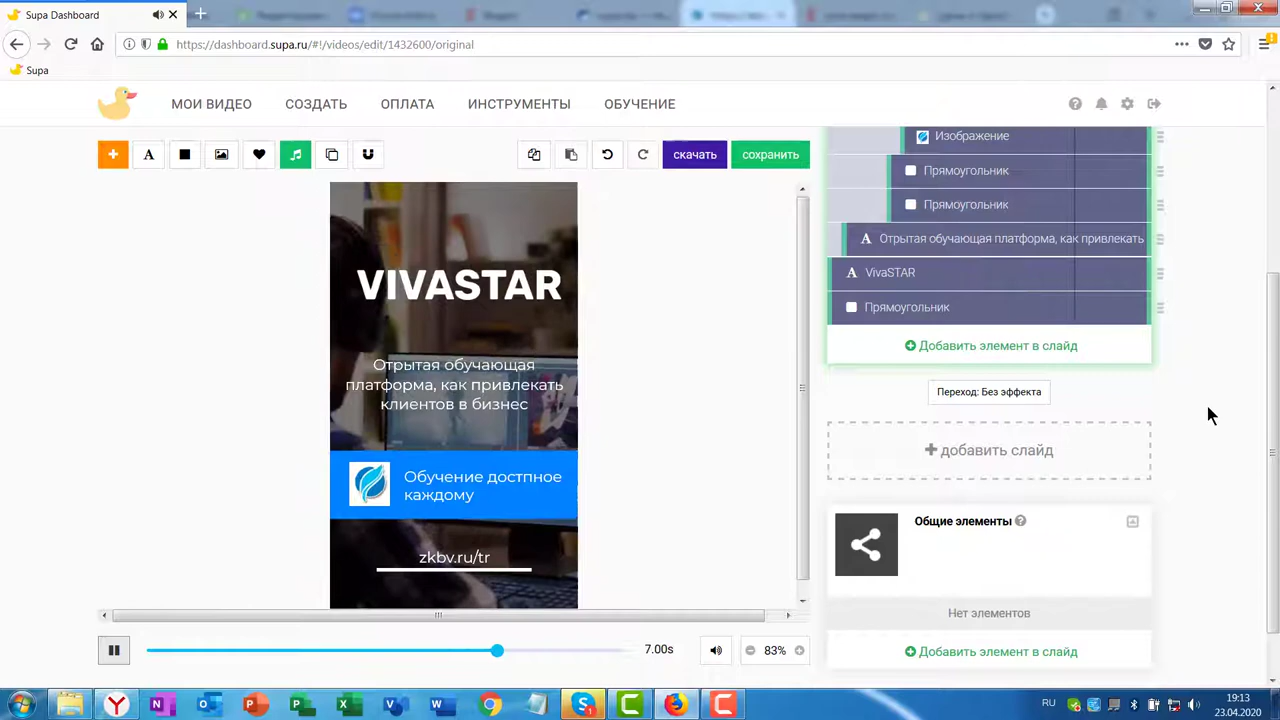 Supa Dashboard
https://dashboard.supa.ru/#!/videos/edit/1432600/original
Supa
МОИ ВИДЕО
СОЗДАТЬ
ОПЛАТА
ИНСТРУМЕНТЫ
ОБУЧЕНИЕ
A
скачать
сохранить
Изображение
Прямоугольник
Прямоугольник
A Отрытая обучающая платформа, как привлекать
A VivaSTAR
Прямоугольник
Добавить элемент в слайд
Переход: Без эффекта
добавить слайд
Общие элементы
Нет элементов
Добавить элемент в слайд
VIVASTAR
Отрытая обучающая
платформа, как привлекать
клиентов в бизнес
Обучение достпное
каждому
zkbv.ru/tr
7.00s
83%
RU
19:13
23.04.2020